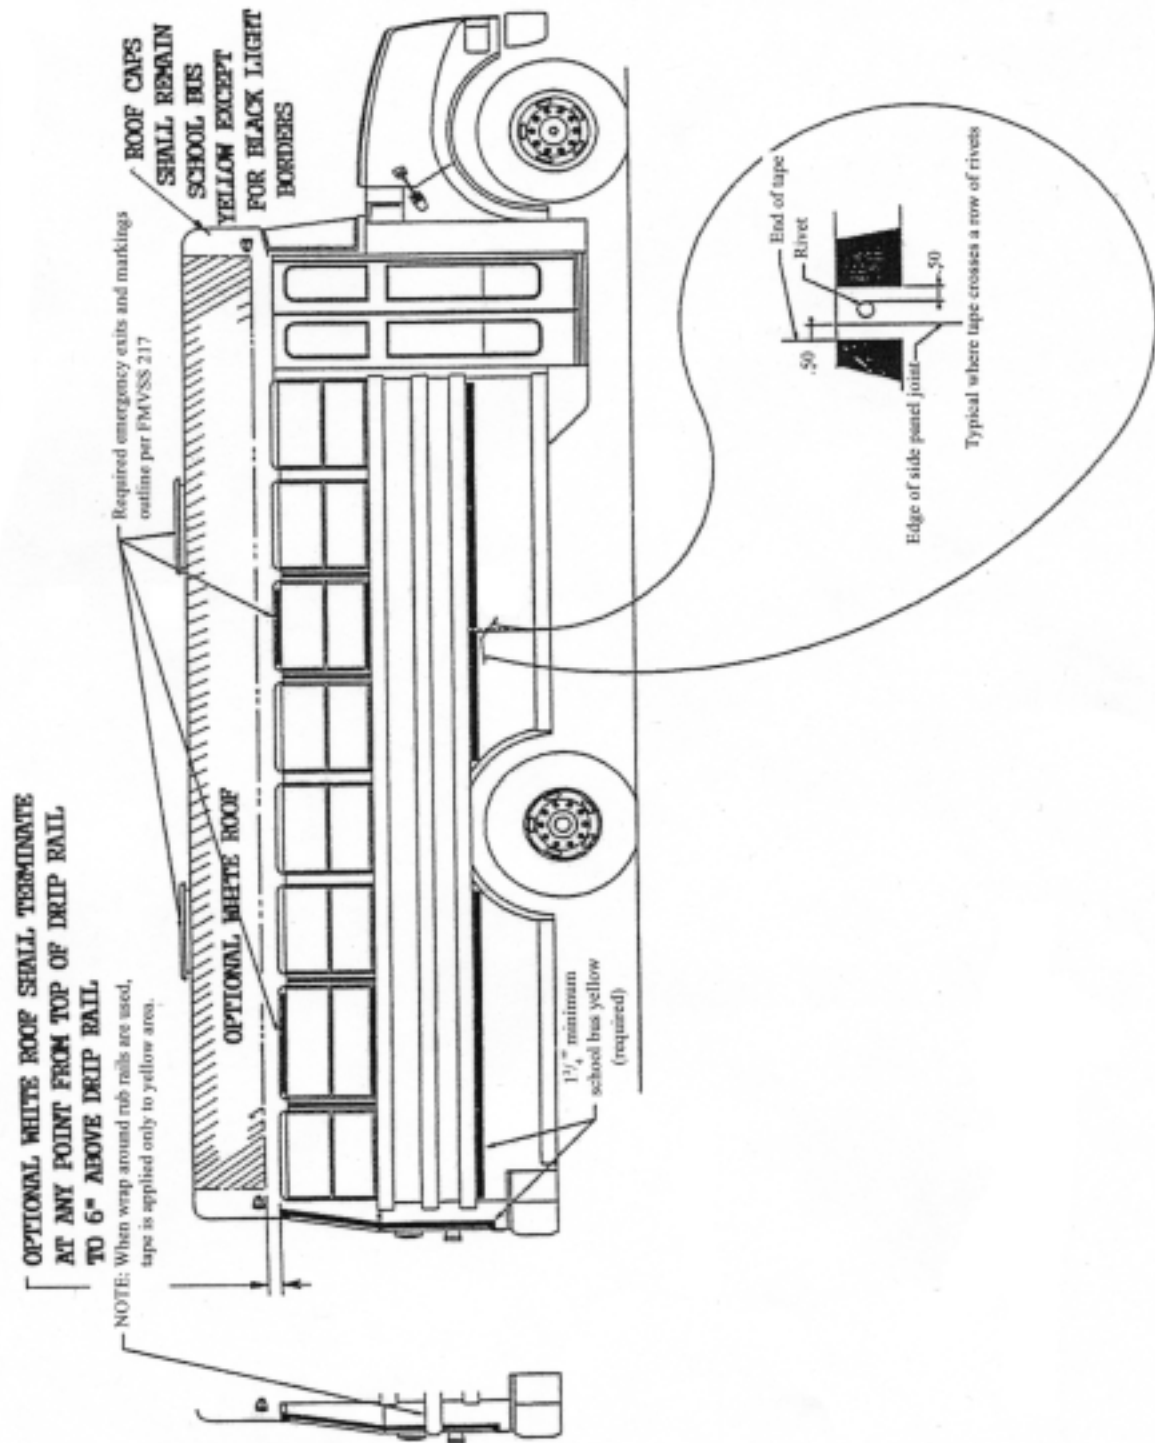 OPTIONAL WHITE ROOF SHALL TERMINATE
AT ANY POINT FROM TOP OF DRIP RAIL
TO 6" ABOVE DRIP RAIL
NOTE: When wrap around rub rails are used,
tape is applied only to yellow area.
Required emergency exits and markings
outline per FMVSS 217
ROOF CAPS
SHALL REMAIN
SCHOOL BUS
YELLOW EXCEPT
FOR BLACK LIGHT
BORDERS
OPTIONAL WHITE ROOF
1 3/4" minimum
school bus yellow
(required)
End of tape
Rivet
.50
.50
Edge of side panel joint
Typical where tape crosses a row of rivets